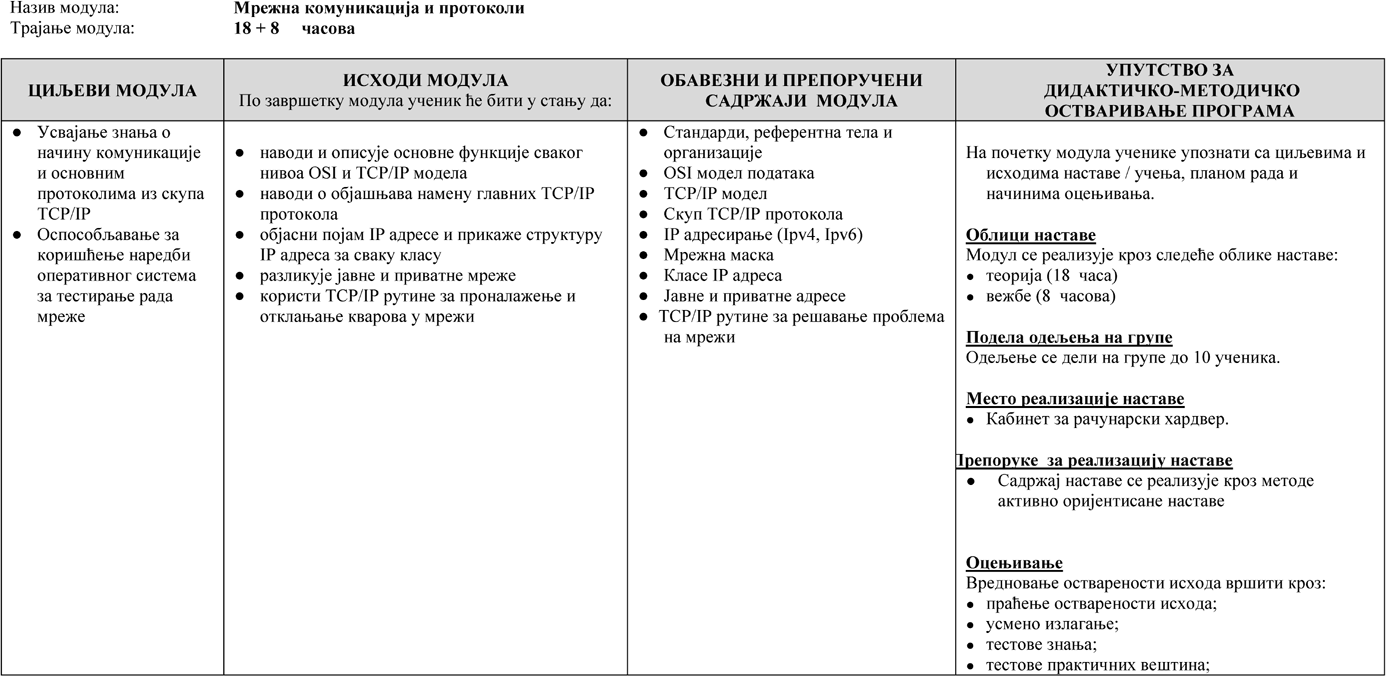 Назив модула: Мрежна комуникација и протоколи
Трајање модула: 18 + 8 часова
ЦИЉЕВИ МОДУЛА
ИСХОДИ МОДУЛА
По завршетку модула ученик ће бити у стању да:
ОБАВЕЗНИ И ПРЕПОРУЧЕНИ
САДРЖАЈИ МОДУЛА
УПУТСТВО ЗА
ДИДАКТИЧКО-МЕТОДИЧКО
ОСТВАРИВАЊЕ ПРОГРАМА
● Усвајање знања о
начину комуникације
и основним
протоколима из скупа
TCP/IP
● Оспособљавање за
коришћење наредби
оперативног система
за тестирање рада
мреже
● наводи и описује основне функције сваког
нивоа OSI и TCP/IP модела
● наводи о објашњава намену главних TCP/IP
протокола
● објасни појам IP адресе и прикаже структуру
IP адреса за сваку класу
● разликује јавне и приватне мреже
● користи TCP/IP рутине за проналажење и
отклањање кварова у мрежи
● Стандарди, референтна тела и
организације
● OSI модел података
● TCP/IP модел
● Скуп TCP/IP протокола
● IP адресирање (Ipv4, Ipv6)
● Мрежна маска
● Класе IP адреса
● Јавне и приватне адресе
● TCP/IP рутине за решавање проблема
на мрежи
На почетку модула ученике упознати са циљевима и
исходима наставе / учења, планом рада и
начинима оцењивања.
Облици наставе
Модул се реализује кроз следеће облике наставе:
● теорија (18 часа)
● вежбе (8 часова)
Подела одељења на групе
Одељење се дели на групе до 10 ученика.
Место реализације наставе
● Кабинет за рачунарски хардвер.
Препоруке за реализацију наставе
● Садржај наставе се реализује кроз методе
активно оријентисане наставе
Оцењивање
Вредновање остварености исхода вршити кроз:
● праћење остварености исхода;
● усмено излагање;
● тестове знања;
● тестове практичних вештина;